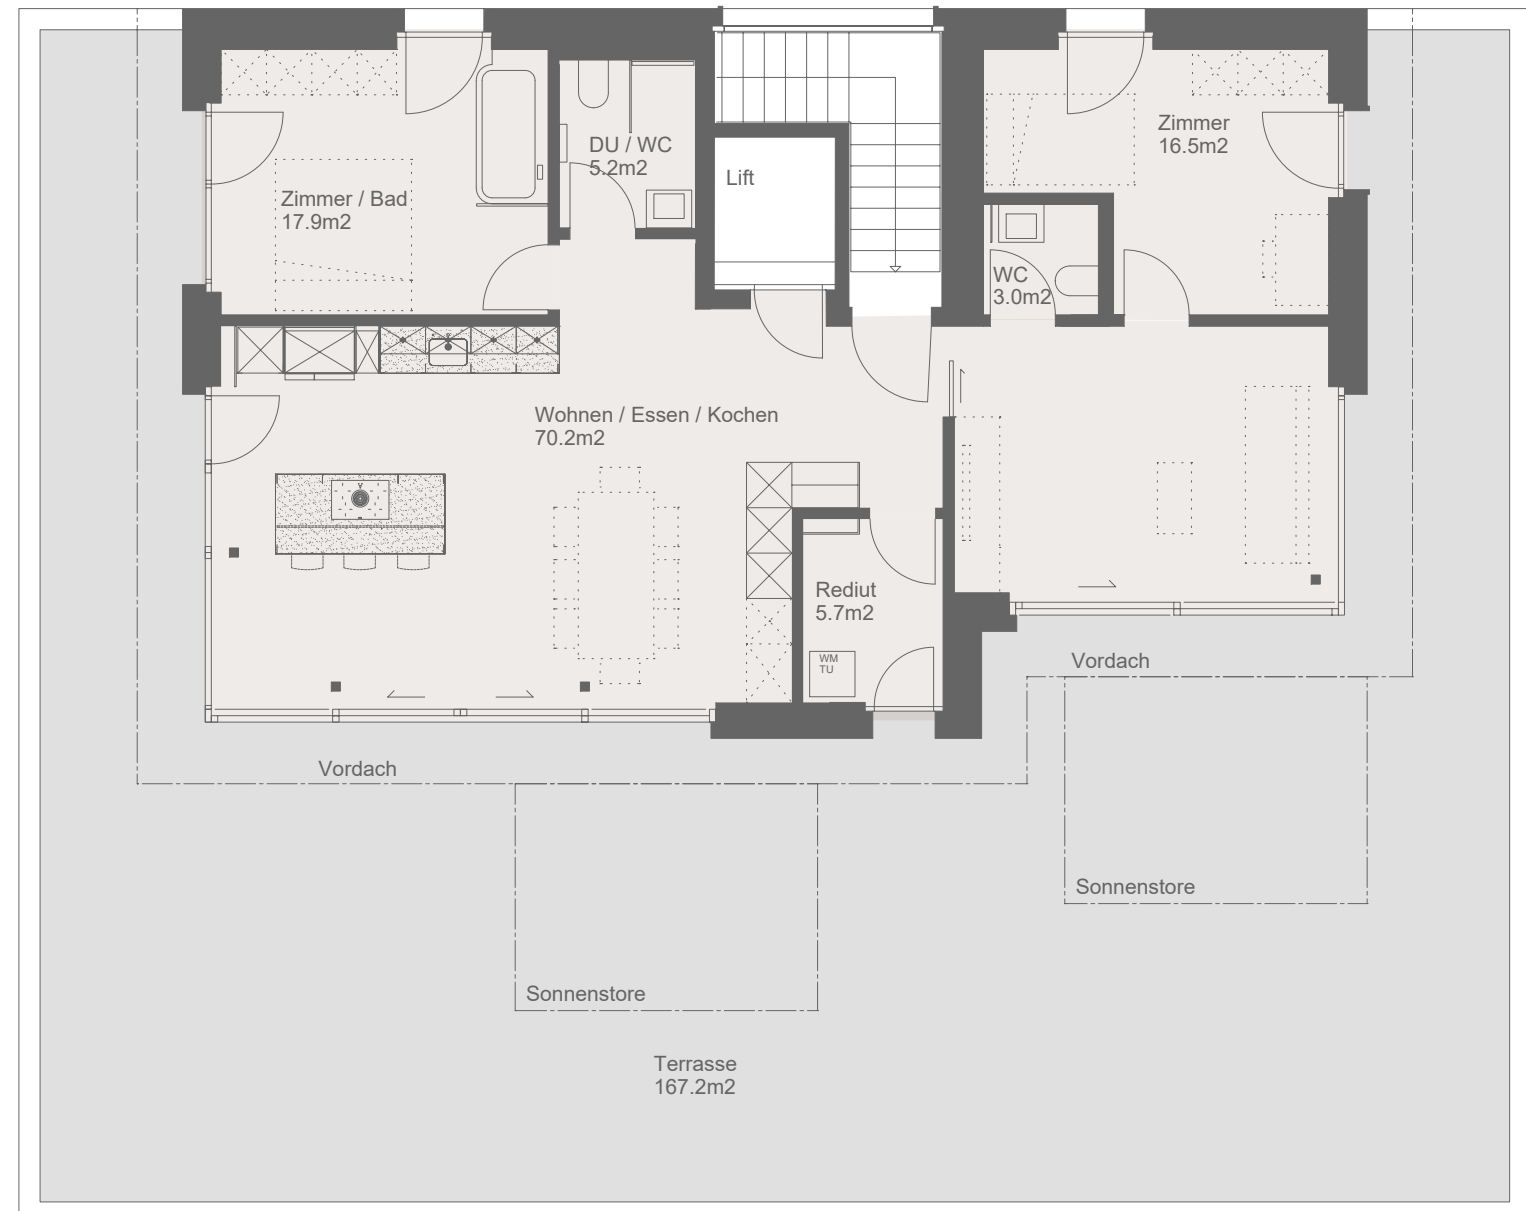 Zimmer
16.5m2
DU / WC
5.2m2
Lift
Zimmer / Bad
17.9m2
WC
3.0m2
Wohnen / Essen / Kochen
70.2m2
Rediut
5.7m2
WM
TU
Vordach
Vordach
Sonnenstore
Sonnenstore
Terrasse
167.2m2